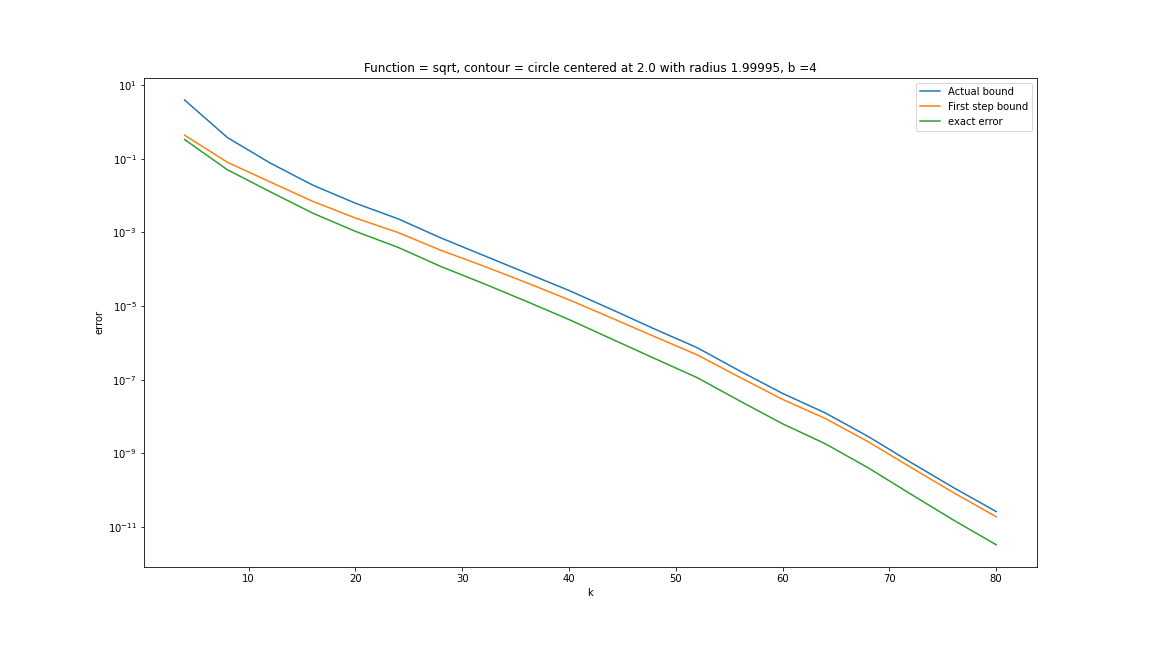 Function = sqrt, contour = circle centered at 2.0 with radius 1.99995, b =4
Actual bound
First step bound
exact error
10¹
10⁻¹
10⁻³
10⁻⁵
10⁻⁷
10⁻⁹
10⁻¹¹
error
10 20 30 40 50 60 70 80
k